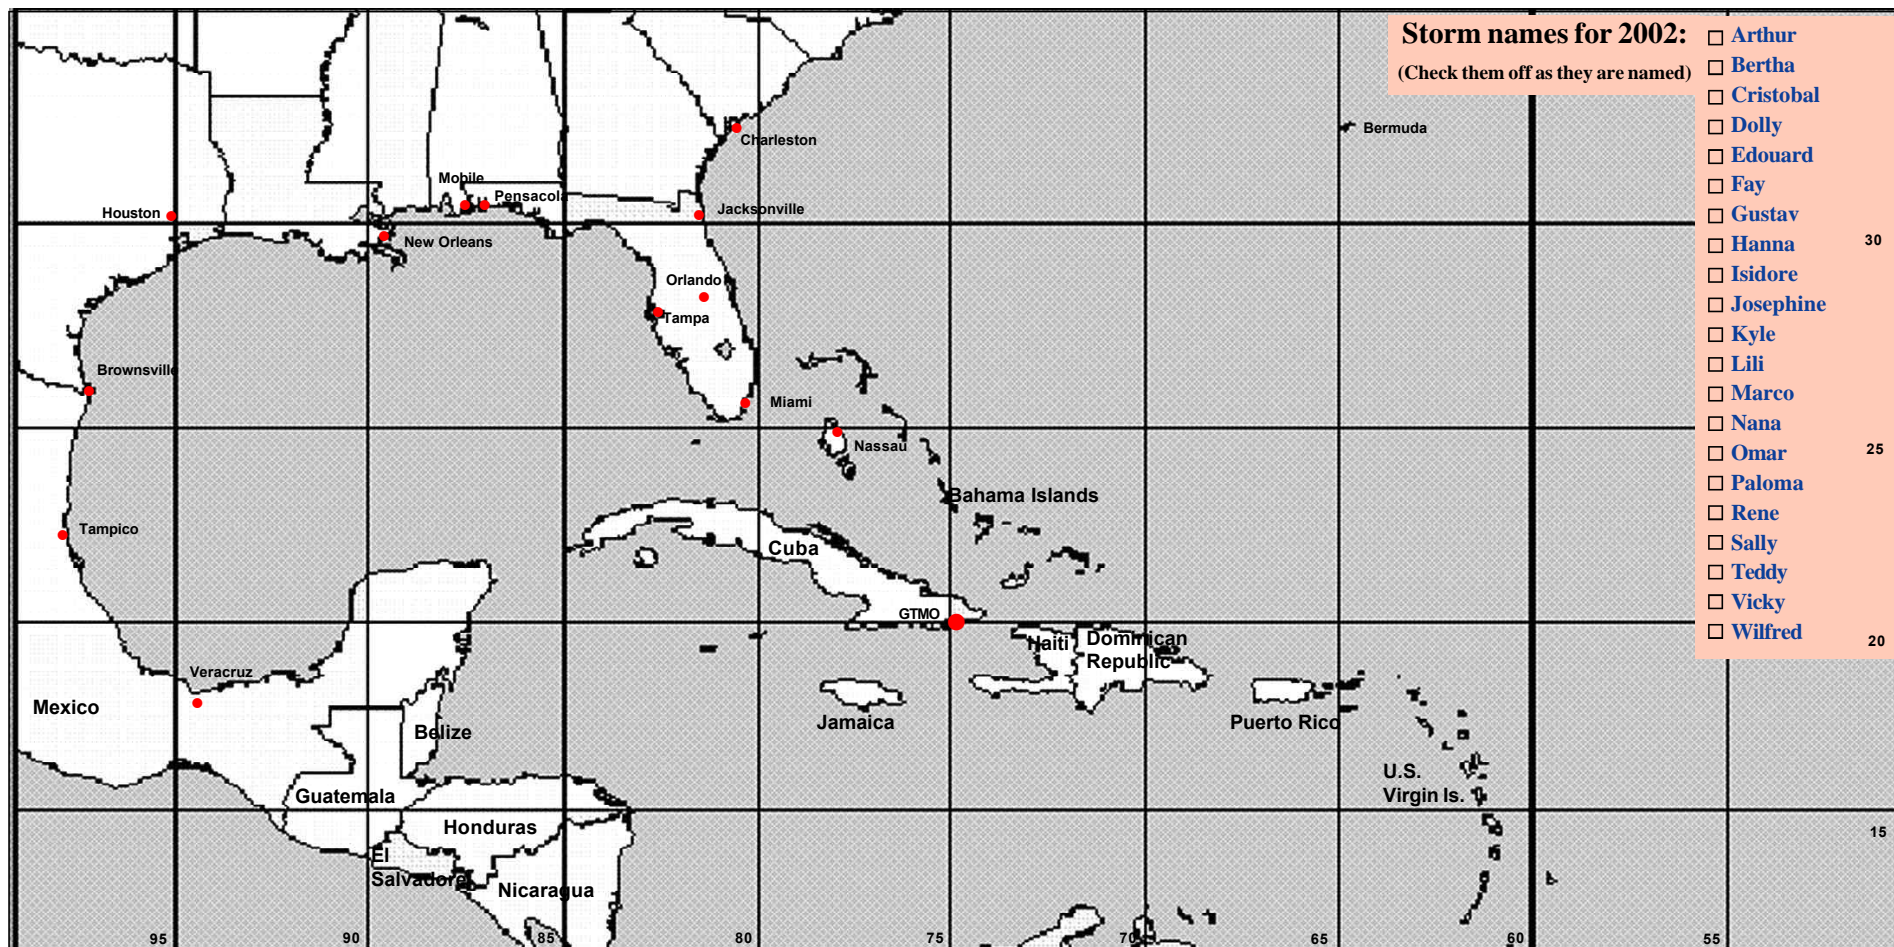 Storm names for 2002:
(Check them off as they are named)
Arthur
Bertha
Cristobal
Dolly
Edouard
Fay
Gustav
Hanna
Isidore
Josephine
Kyle
Lili
Marco
Nana
Omar
Paloma
Rene
Sally
Teddy
Vicky
Wilfred
30
25
20
15
Bermuda
Charleston
Mobile
Pensacola
Houston
Jacksonville
New Orleans
Orlando
Tampa
Brownsville
Miami
Nassau
Bahama Islands
Tampico
Cuba
GTMO
Haiti
Dominican
Republic
Veracruz
Mexico
Jamaica
Puerto Rico
Belize
U.S.
Virgin Is.
Guatemala
Honduras
El
Salvadore
Nicaragua
95
90
85
80
75
70
65
60
55